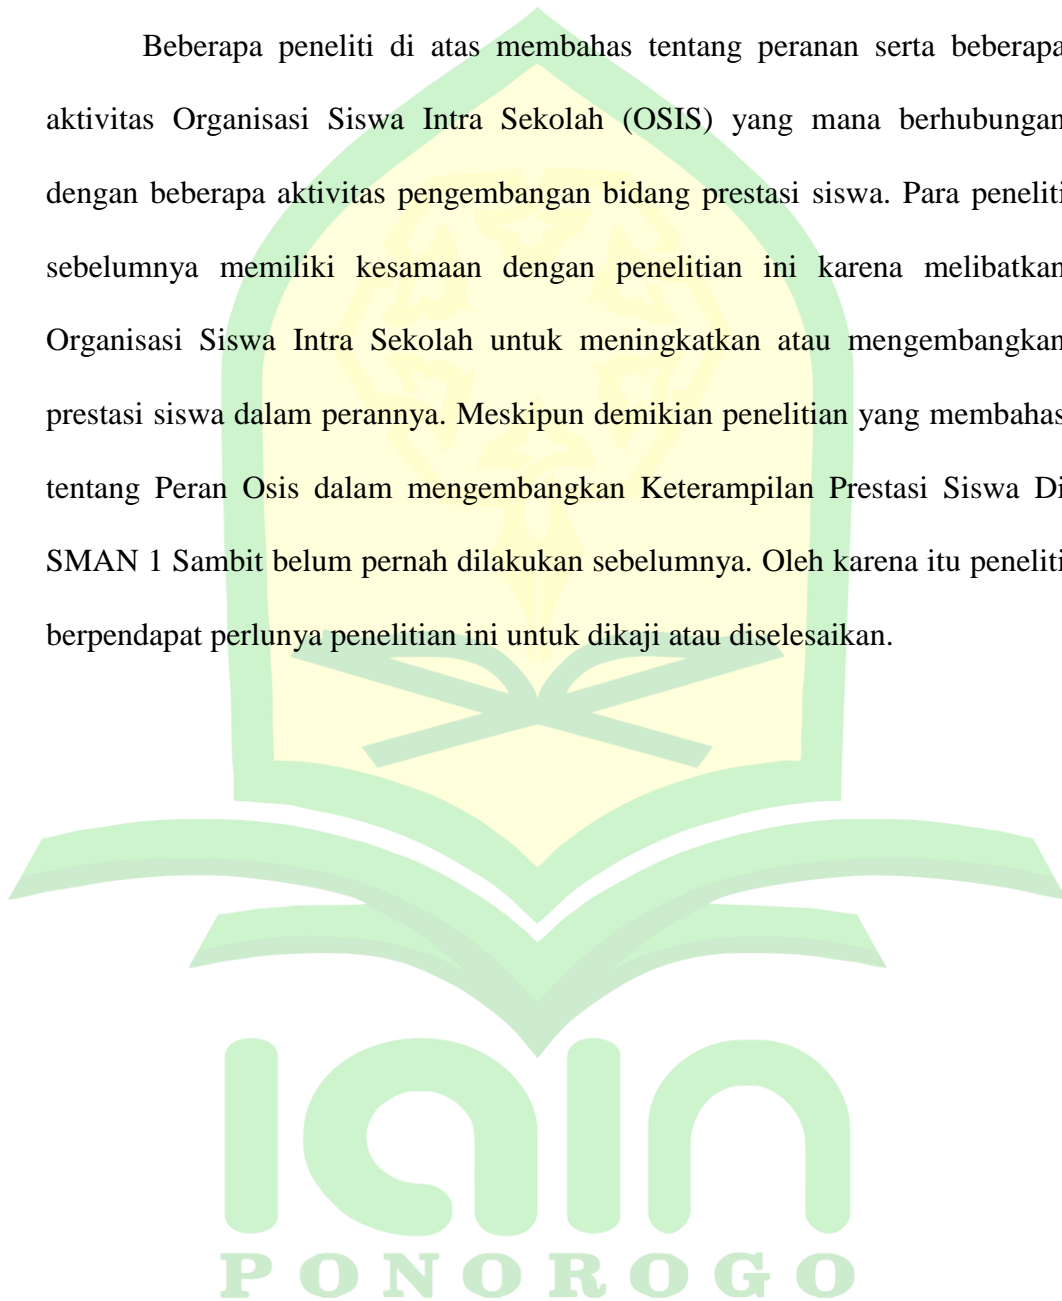 Beberapa peneliti di atas membahas tentang peranan serta beberapa
aktivitas Organisasi Siswa Intra Sekolah (OSIS) yang mana berhubungan
dengan beberapa aktivitas pengembangan bidang prestasi siswa. Para peneliti
sebelumnya memiliki kesamaan dengan penelitian ini karena melibatkan
Organisasi Siswa Intra Sekolah untuk meningkatkan atau mengembangkan
prestasi siswa dalam perannya. Meskipun demikian penelitian yang membahas
tentang Peran Osis dalam mengembangkan Keterampilan Prestasi Siswa Di
SMAN 1 Sambit belum pernah dilakukan sebelumnya. Oleh karena itu peneliti
berpendapat perlunya penelitian ini untuk dikaji atau diselesaikan.
IAIN
PONOROGO